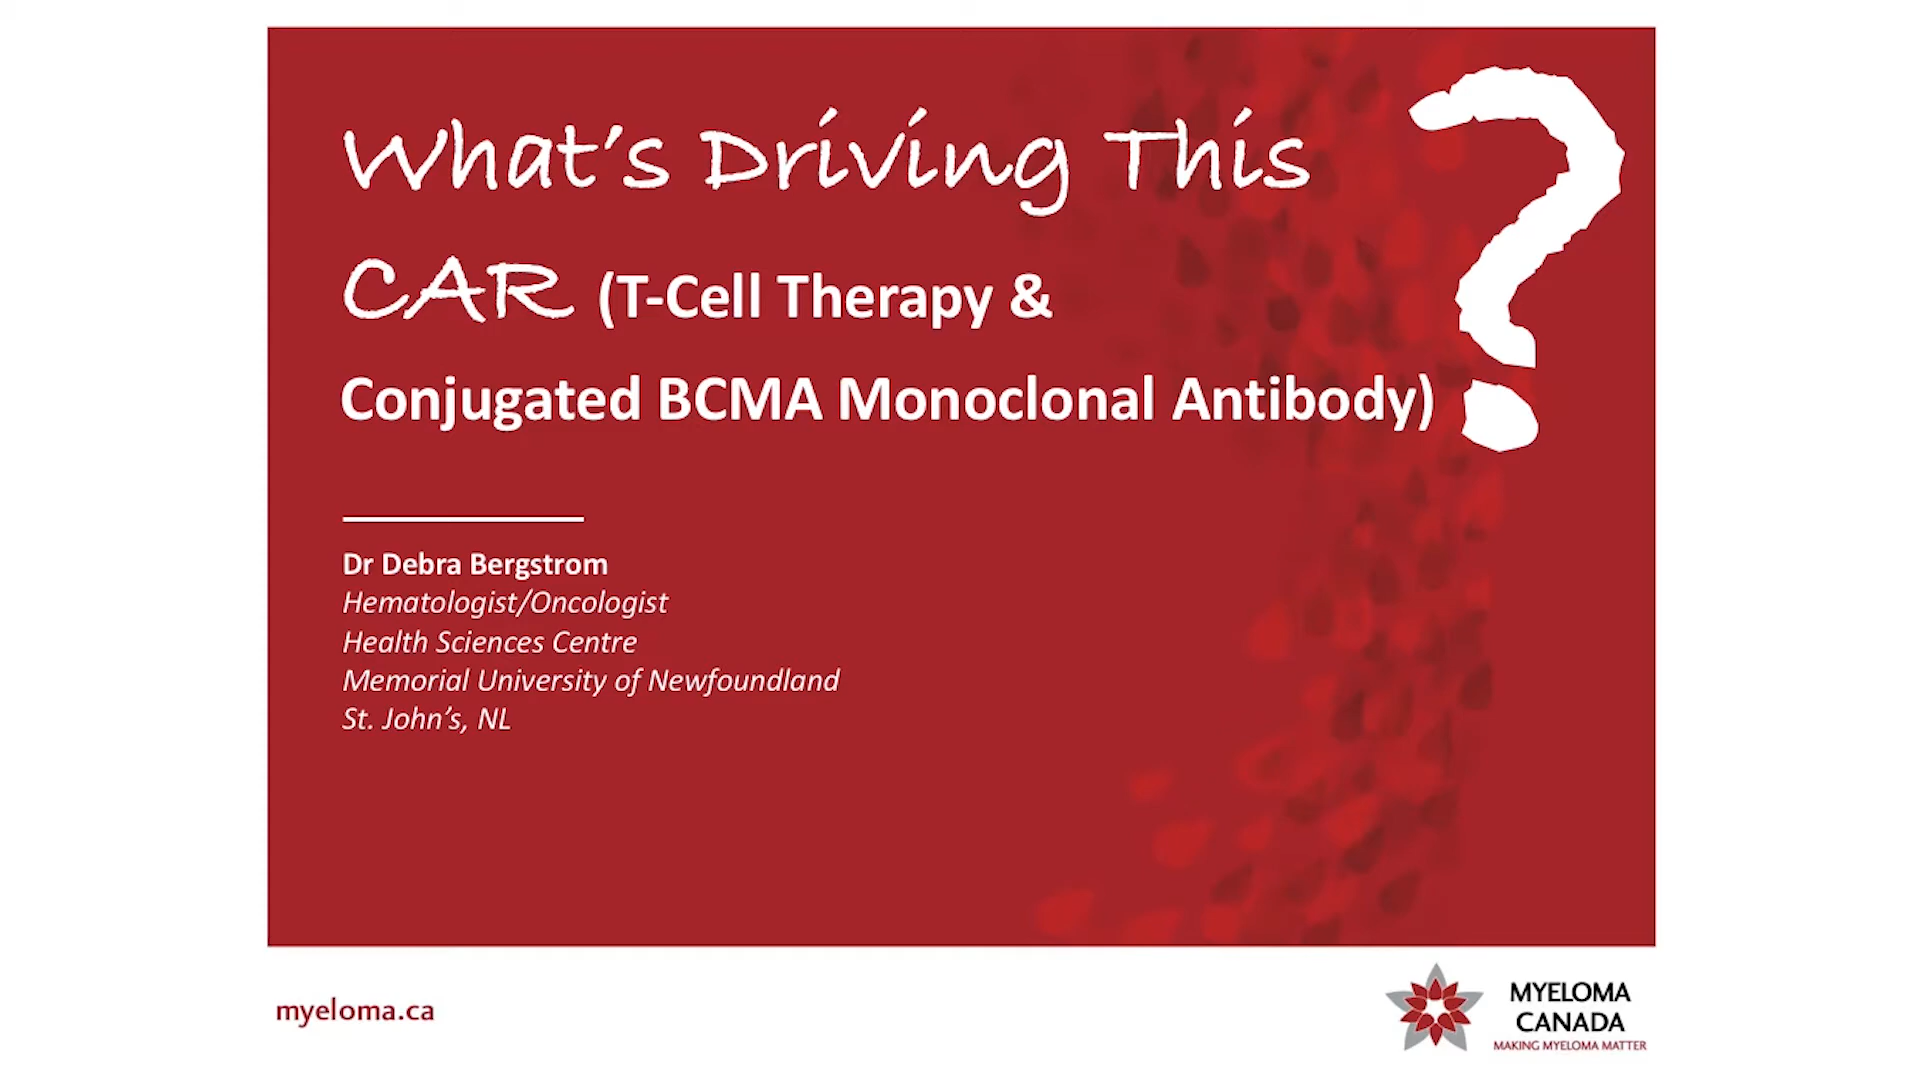 What's Driving This
?
CAR (T-Cell Therapy &
Conjugated BCMA Monoclonal Antibody)
Dr Debra Bergstrom
Hematologist/Oncologist
Health Sciences Centre
Memorial University of Newfoundland
St. John's, NL
myeloma.ca
MYELOMA
CANADA
MAKING MYELOMA MATTER